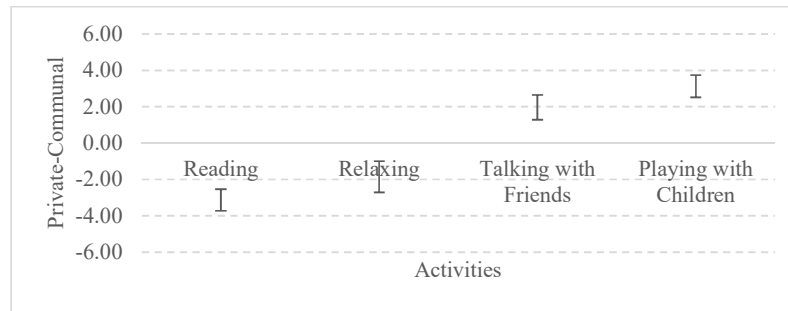 6.00
4.00
2.00
0.00
-2.00
-4.00
-6.00
Private-Communal
Reading
Relaxing
Talking with
Friends
Playing with
Children
Activities